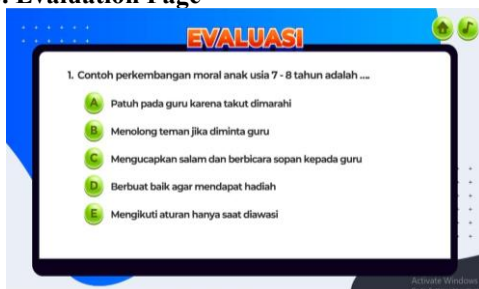 . Evaluation Page
EVALUASI
1. Contoh perkembangan moral anak usia 7 - 8 tahun adalah ....
A Patuh pada guru karena takut dimarahi
B Menolong teman jika diminta guru
C Mengucapkan salam dan berbicara sopan kepada guru
D Berbuat baik agar mendapat hadiah
E Mengikuti aturan hanya saat diawasi
Activate Windows